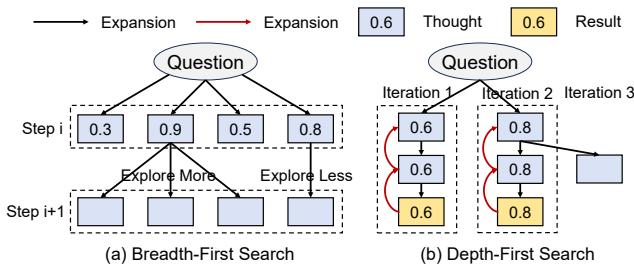 Expansion Expansion 0.6 Thought 0.6 Result
Question
Step i 0.3 0.9 0.5 0.8
Explore More Explore Less
Step i+1
(a) Breadth-First Search
Question
Iteration 1 Iteration 2 Iteration 3
0.6 0.8
0.6 0.8
0.6 0.8
(b) Depth-First Search